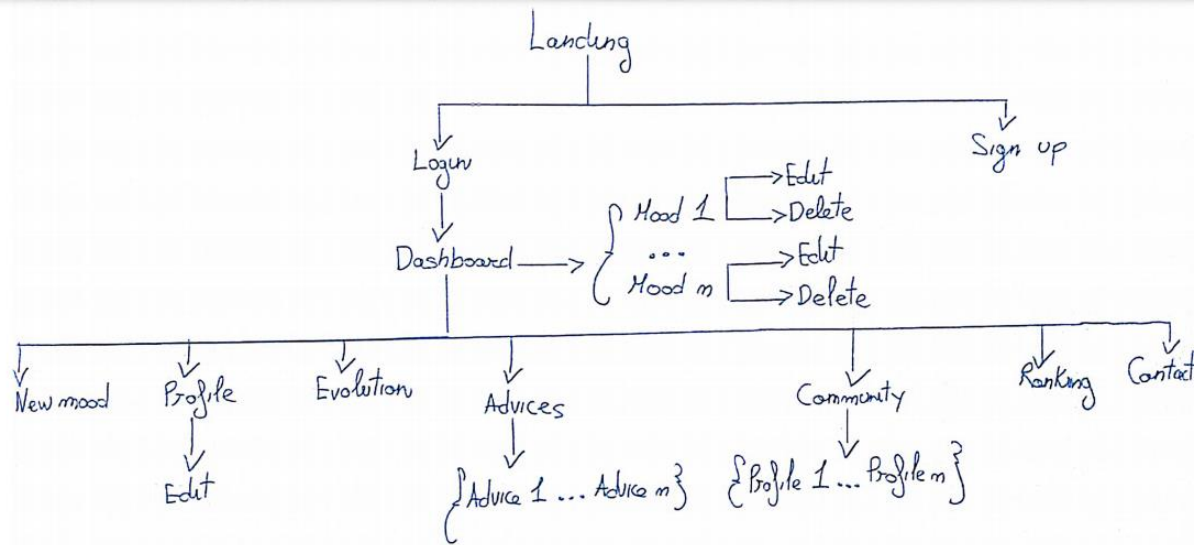 Landing
Login
Sign up
Dashboard
{ Mood 1
Edit
Delete
...
Mood n
Edit
Delete
New mood
Profile
Evolution
Advices
Community
Ranking
Contact
Edit
{Advice 1 ... Advice n}
{Profile 1 ... Profile n}